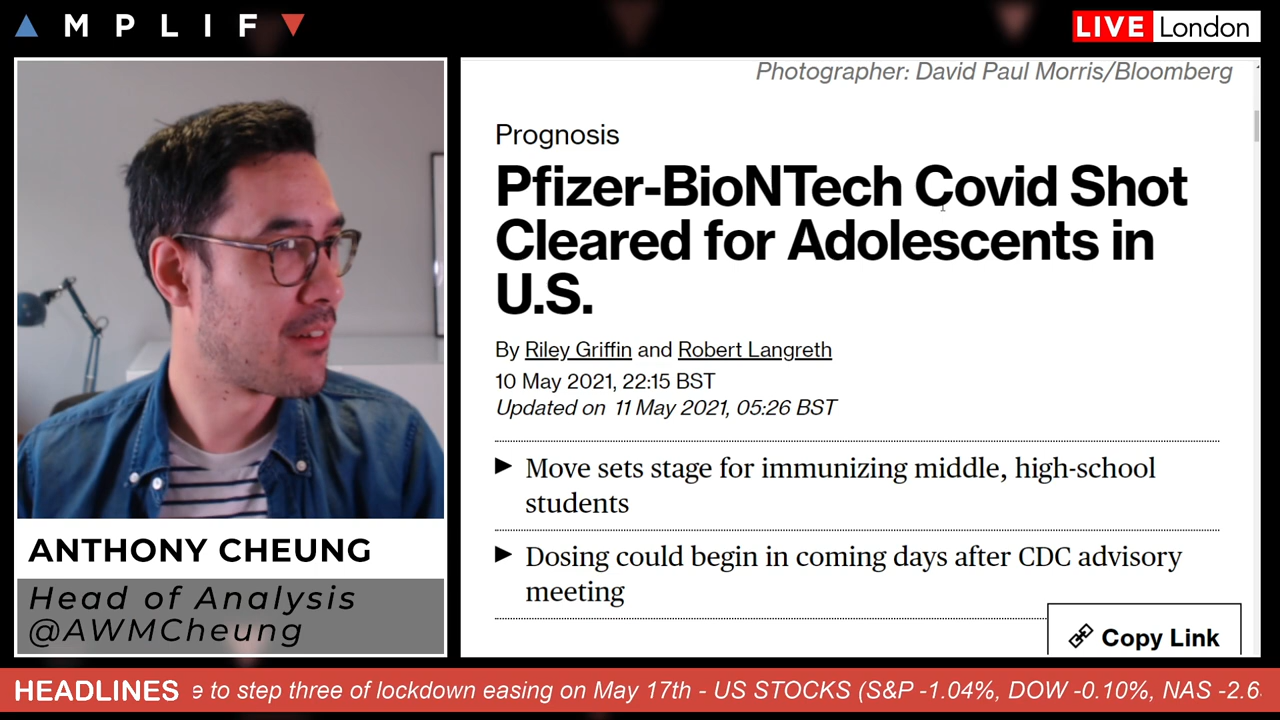 AMPLIFY
LIVE London
Photographer: David Paul Morris/Bloomberg
Prognosis
Pfizer-BioNTech Covid Shot
Cleared for Adolescents in
U.S.
By Riley Griffin and Robert Langreth
10 May 2021, 22:15 BST
Updated on 11 May 2021, 05:26 BST
Move sets stage for immunizing middle, high-school
students
Dosing could begin in coming days after CDC advisory
meeting
Copy Link
ANTHONY CHEUNG
Head of Analysis
@AWMCheung
HEADLINES e to step three of lockdown easing on May 17th - US STOCKS (S&P -1.04%, DOW -0.10%, NAS -2.6